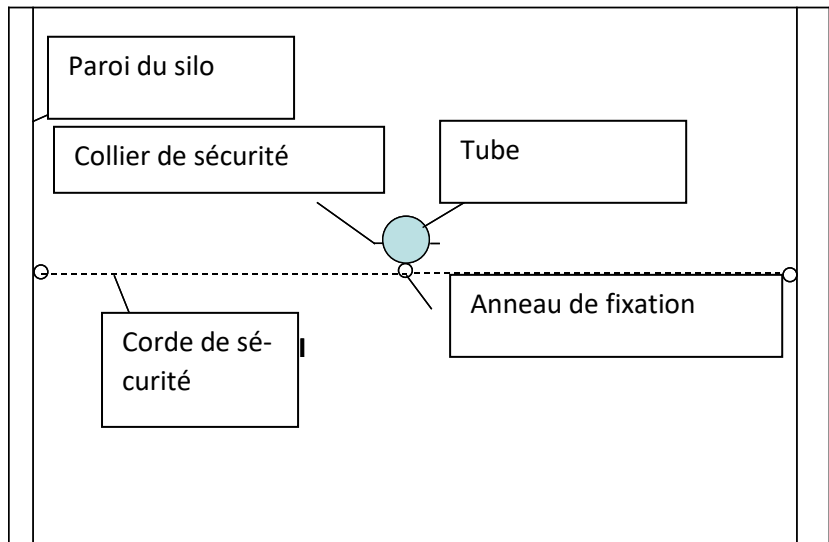 Paroi du silo
Collier de sécurité
Tube
Anneau de fixation
Corde de sé-
curité